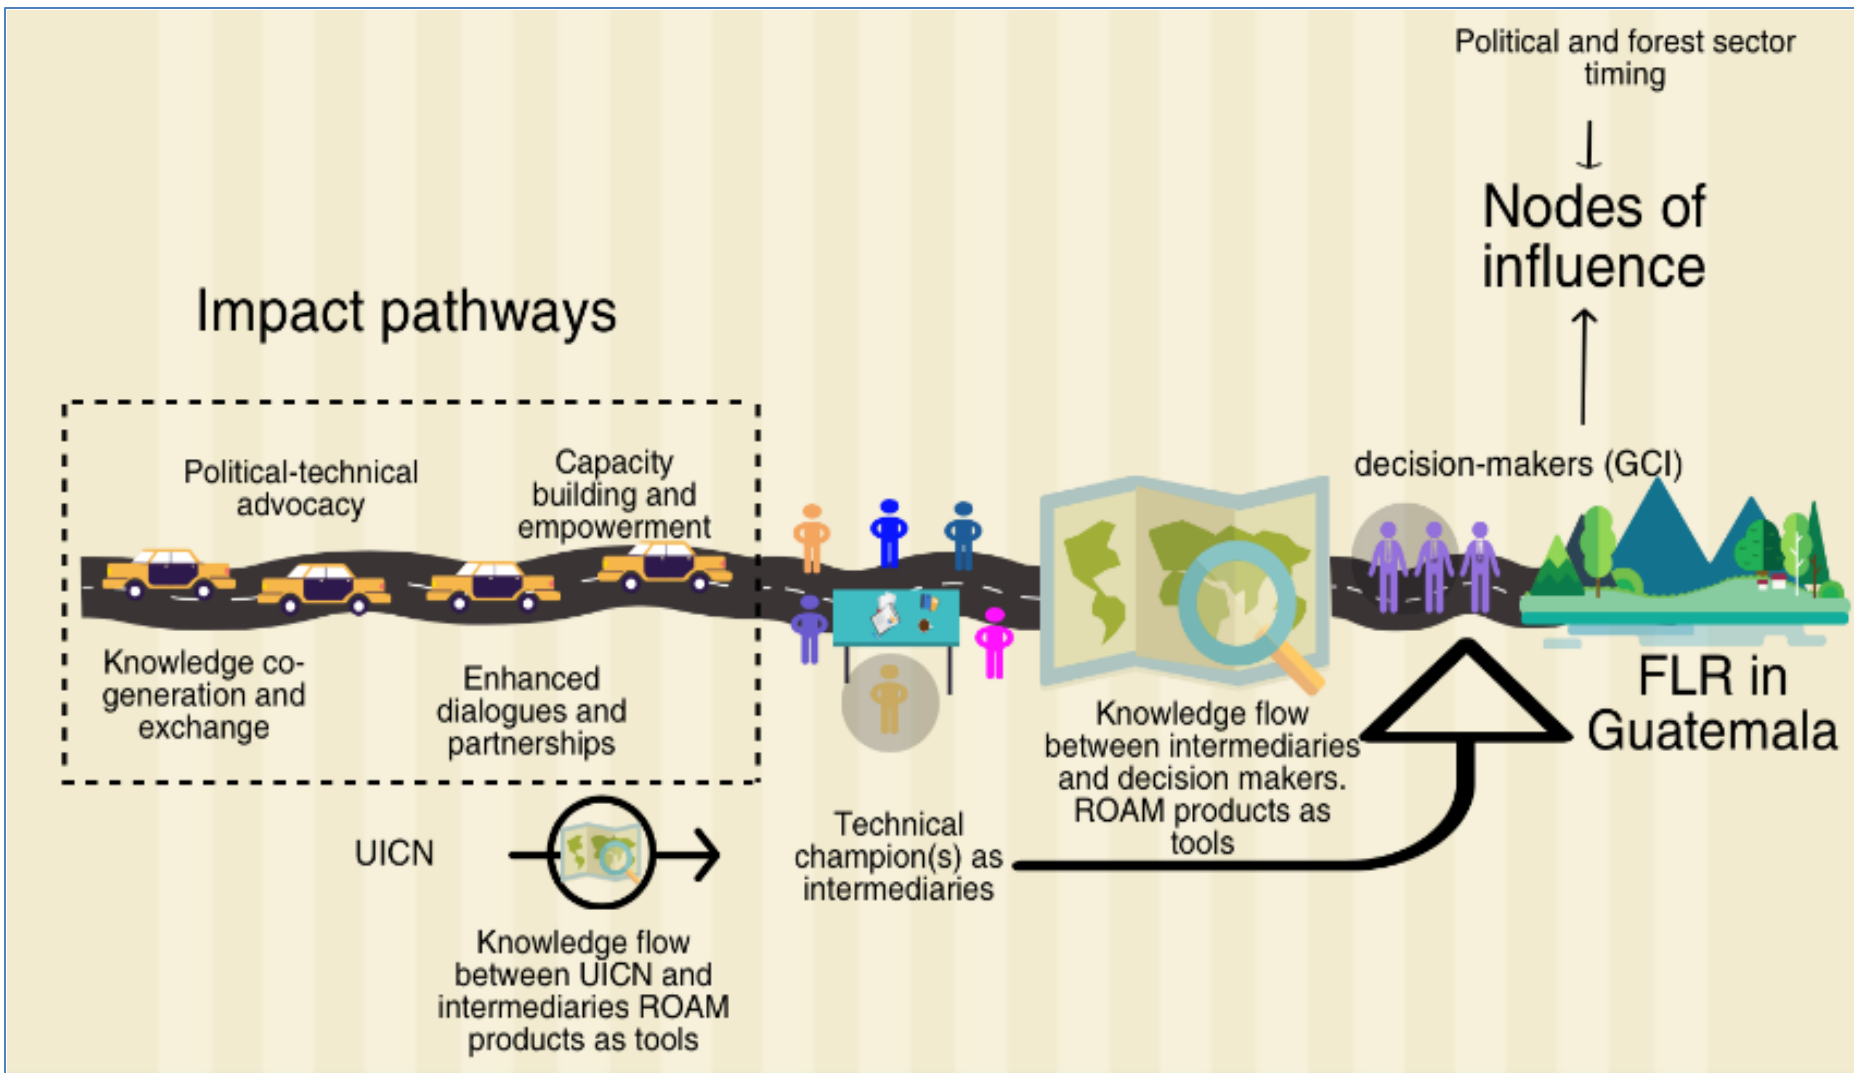 Political and forest sector
timing
Nodes of
influence
Impact pathways
Political-technical
advocacy
Capacity
building and
empowerment
decision-makers (GCI)
Knowledge co-
generation and
exchange
Enhanced
dialogues and
partnerships
FLR in
Guatemala
Knowledge flow
between intermediaries
and decision makers.
ROAM products as
tools
UICN
Technical
champion(s) as
intermediaries
Knowledge flow
between UICN and
intermediaries ROAM
products as tools